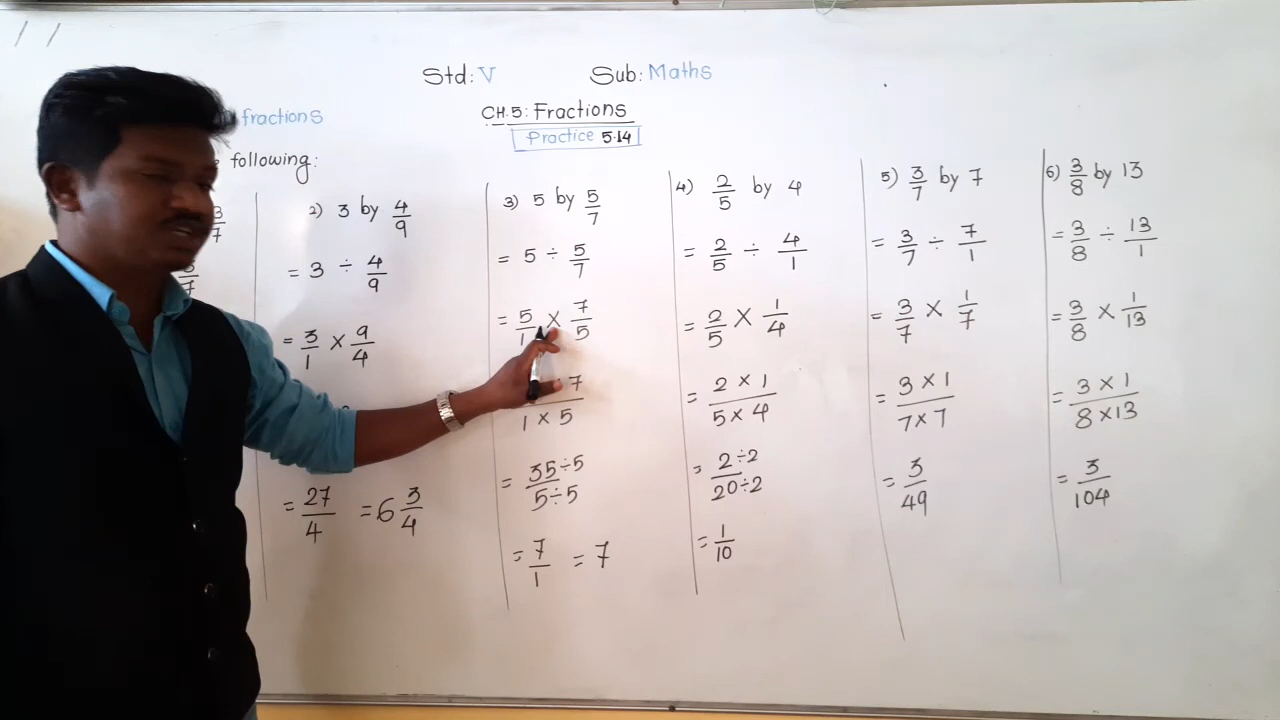 Std: V Sub: Maths
CH.5: Fractions
Practice 5.14
fractions
following:
3/7
/7
2) 3 by 4/9
= 3 ÷ 4/9
= 3/1 × 9/4
= 27/4 = 6 3/4
3) 5 by 5/7
= 5 ÷ 5/7
= 5/1 × 7/5
7
1 × 5
= 35÷5/5÷5
= 7/1 = 7
4) 2/5 by 4
= 2/5 ÷ 4/1
= 2/5 × 1/4
= 2 × 1/5 × 4
= 2÷2/20÷2
= 1/10
5) 3/7 by 7
= 3/7 ÷ 7/1
= 3/7 × 1/7
= 3 × 1/7 × 7
= 3/49
6) 3/8 by 13
= 3/8 ÷ 13/1
= 3/8 × 1/13
= 3 × 1/8 × 13
= 3/104